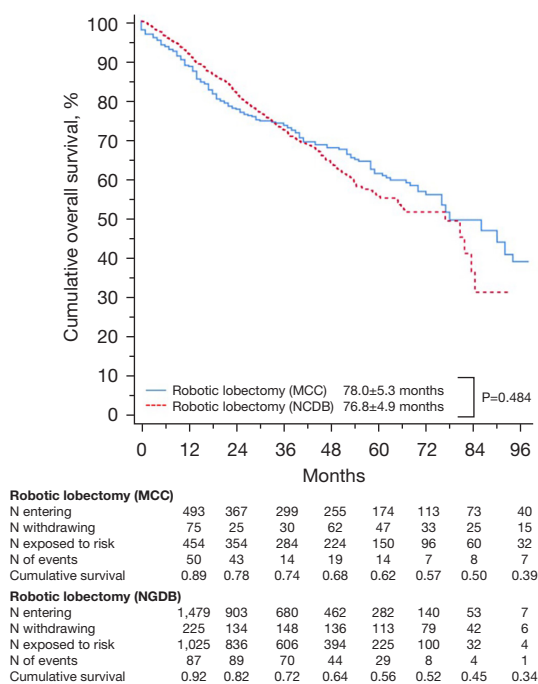 Cumulative overall survival, %
100
90
80
70
60
50
40
30
20
10
0
Robotic lobectomy (MCC) 78.0±5.3 months
Robotic lobectomy (NCDB) 76.8±4.9 months
P=0.484
0 12 24 36 48 60 72 84 96
Months
Robotic lobectomy (MCC)
N entering 493 367 299 255 174 113 73 40
N withdrawing 75 25 30 62 47 33 25 15
N exposed to risk 454 354 284 224 150 96 60 32
N of events 50 43 14 19 14 7 8 7
Cumulative survival 0.89 0.78 0.74 0.68 0.62 0.57 0.50 0.39
Robotic lobectomy (NGDB)
N entering 1,479 903 680 462 282 140 53 7
N withdrawing 225 134 148 136 113 79 42 6
N exposed to risk 1,025 836 606 394 225 100 32 4
N of events 87 89 70 44 29 8 4 1
Cumulative survival 0.92 0.82 0.72 0.64 0.56 0.52 0.45 0.34